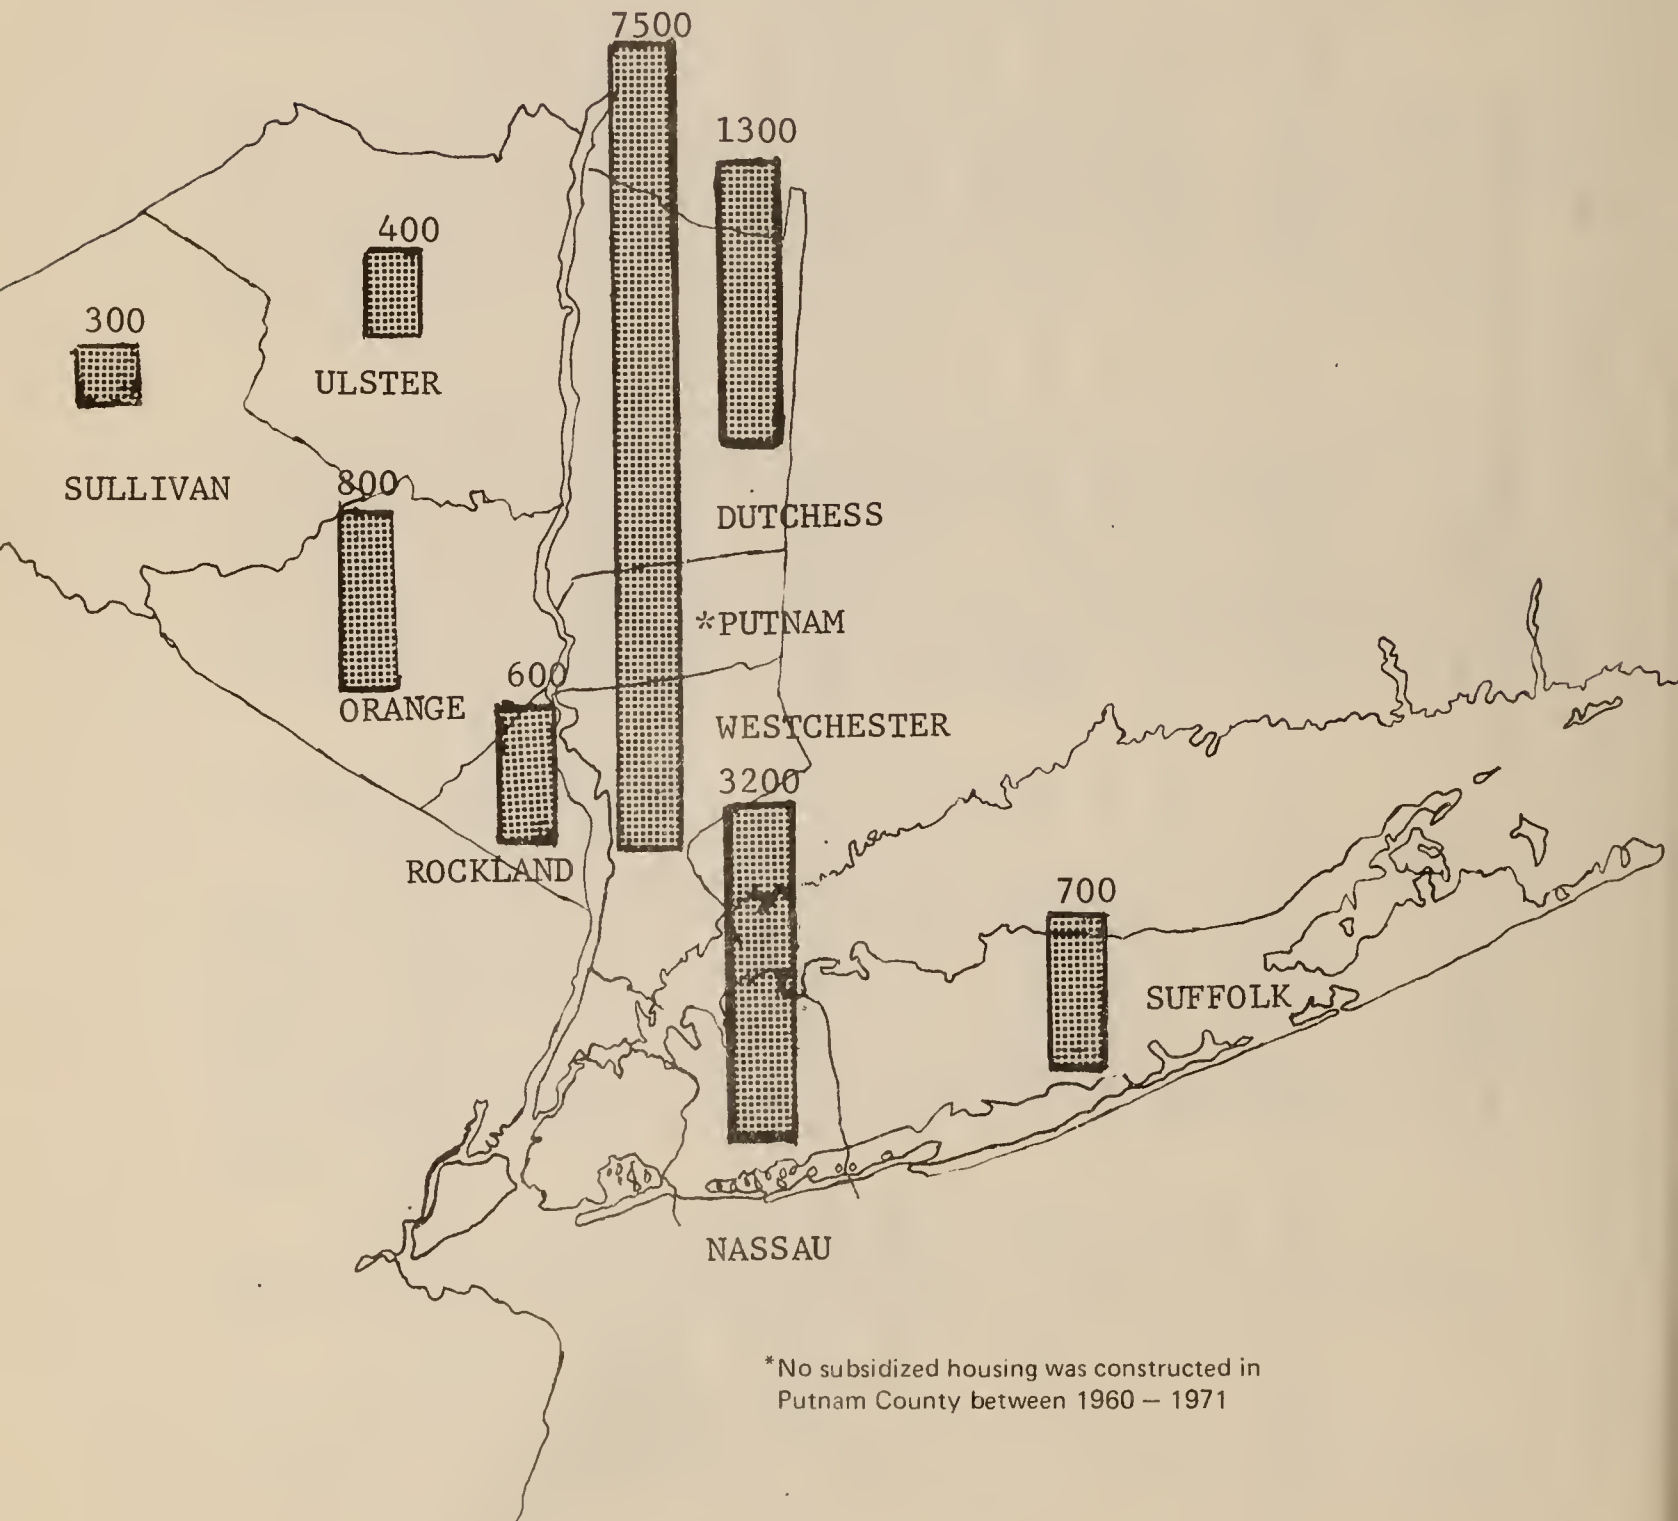 7500
1300
400
300
ULSTER
800
SULLIVAN
DUTCHESS
*PUTNAM
600
ORANGE
WESTCHESTER
3200
ROCKLAND
700
SUFFOLK
NASSAU
*No subsidized housing was constructed in
Putnam County between 1960 — 1971